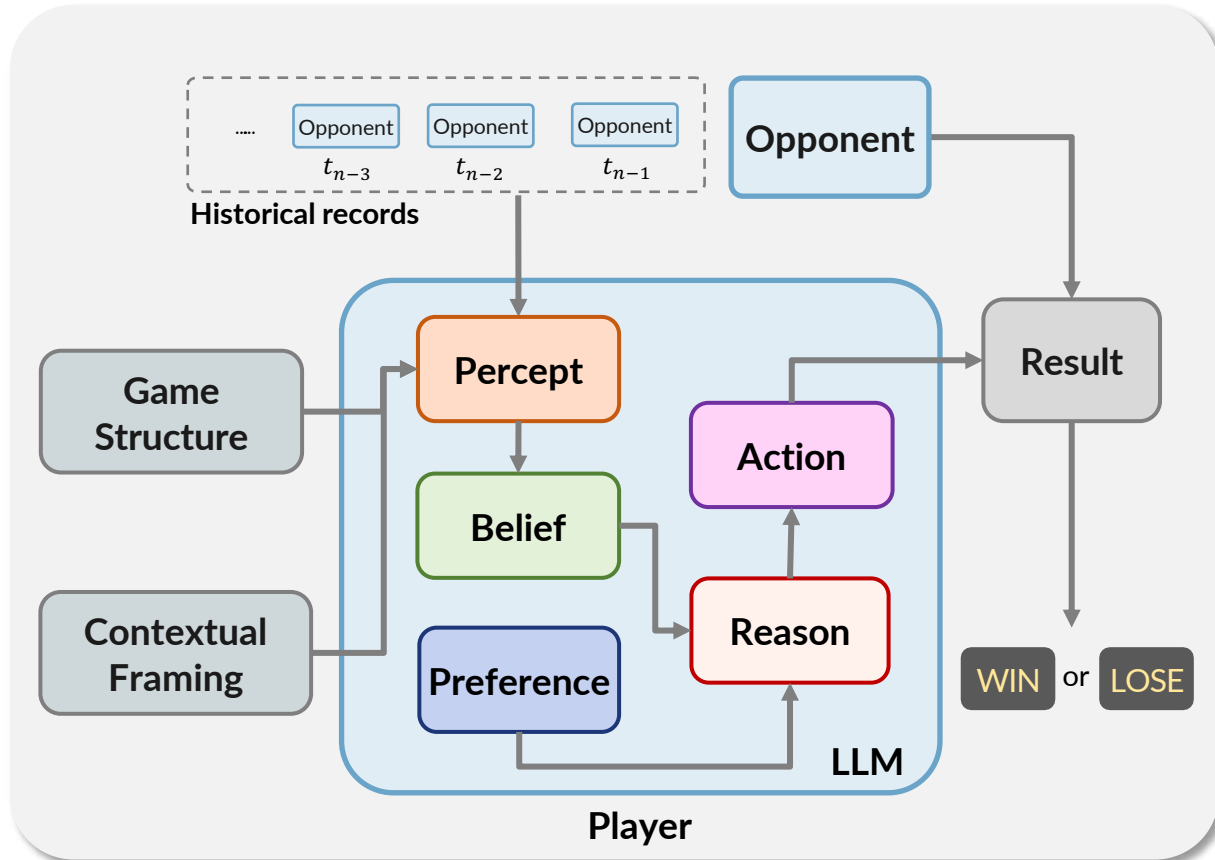 ..... Opponent Opponent Opponent
t_{n-3} t_{n-2} t_{n-1}
Historical records
Opponent
Game
Structure
Contextual
Framing
Percept
Belief
Preference
Action
Reason
LLM
Result
WIN or LOSE
Player